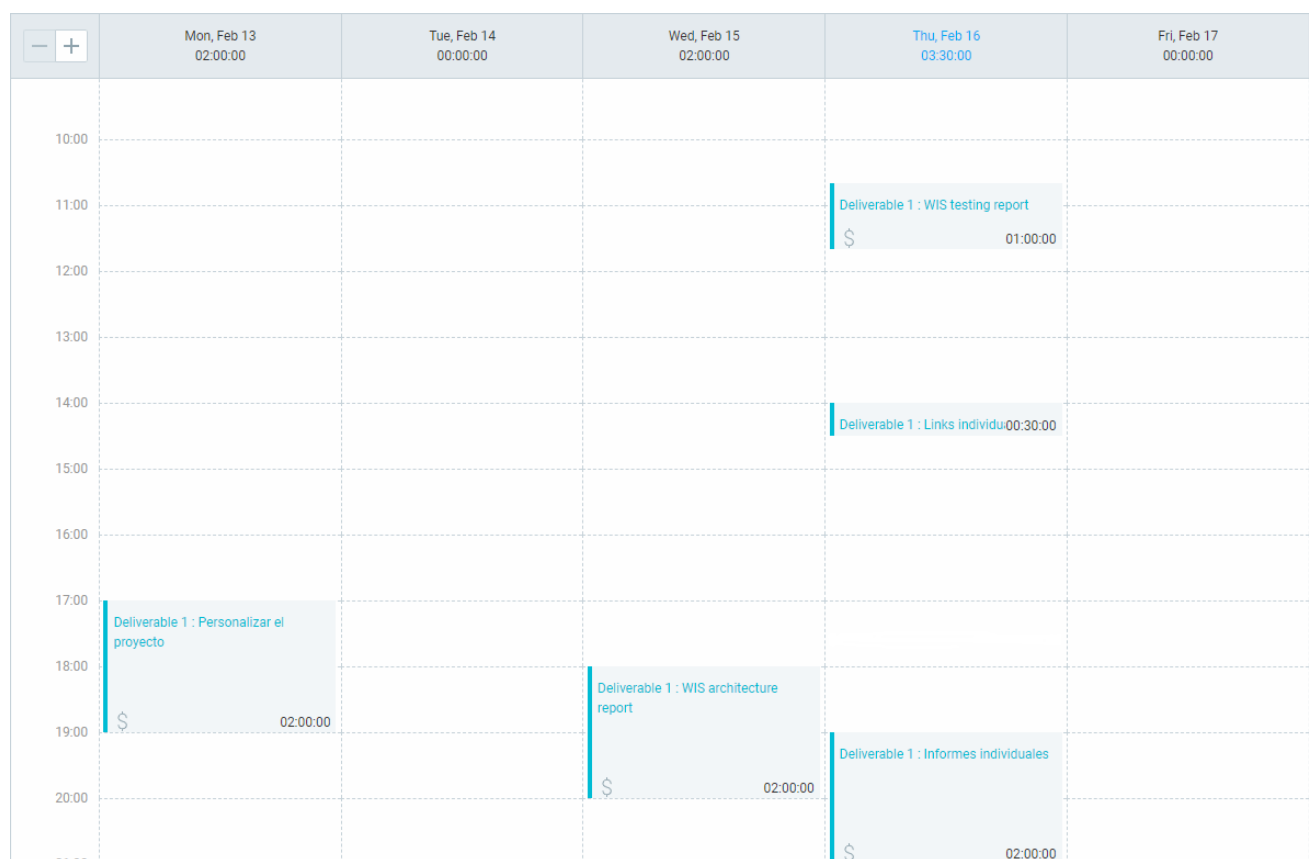 Mon, Feb 13
02:00:00
Tue, Feb 14
00:00:00
Wed, Feb 15
02:00:00
Thu, Feb 16
03:30:00
Fri, Feb 17
00:00:00
10:00
11:00
Deliverable 1 : WIS testing report
$ 01:00:00
12:00
13:00
14:00
Deliverable 1 : Links individu 00:30:00
15:00
16:00
17:00
Deliverable 1 : Personalizar el
proyecto
18:00
$ 02:00:00
Deliverable 1 : WIS architecture
report
19:00
$ 02:00:00
Deliverable 1 : Informes individuales
20:00
$ 02:00:00